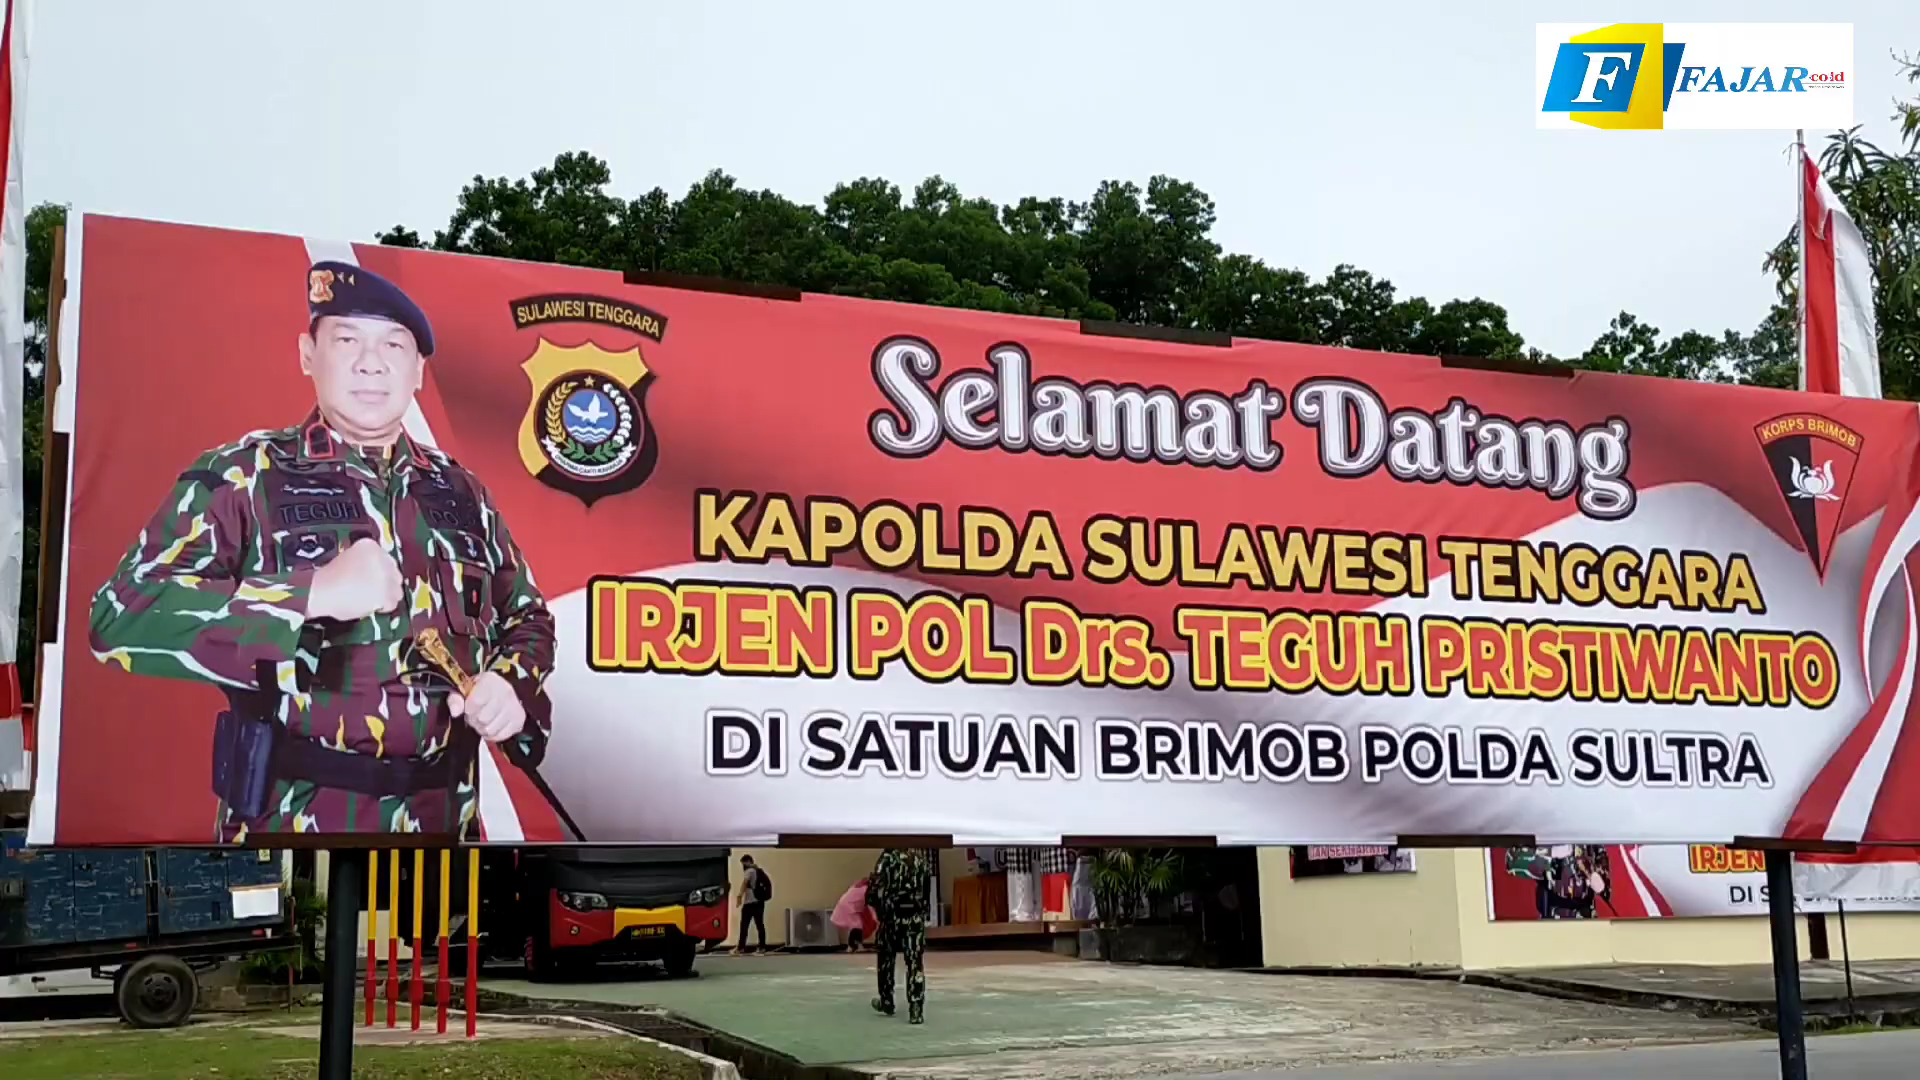 F FAJAR.co.id
SULAWESI TENGGARA
Selamat Datang
KORPS BRIMOB
KAPOLDA SULAWESI TENGGARA
TEGUH
IRJEN POL Drs. TEGUH PRISTIWANTO
DI SATUAN BRIMOB POLDA SULTRA
IRJEN
DI S